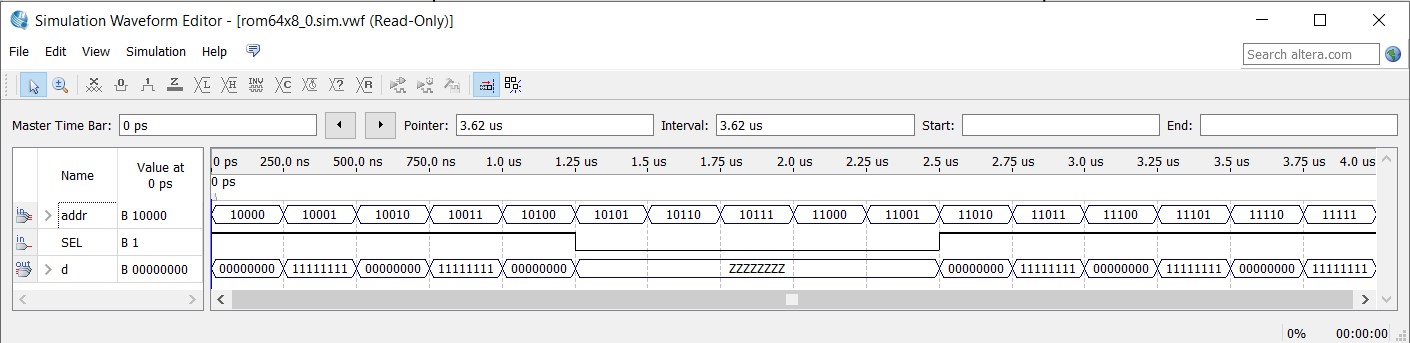 Simulation Waveform Editor - [rom64x8_0.sim.vwf (Read-Only)]
File Edit View Simulation Help
Search altera.com
Master Time Bar: 0 ps Pointer: 3.62 us Interval: 3.62 us Start: End:
Name Value at 0 ps
0 ps 250.0 ns 500.0 ns 750.0 ns 1.0 us 1.25 us 1.5 us 1.75 us 2.0 us 2.25 us 2.5 us 2.75 us 3.0 us 3.25 us 3.5 us 3.75 us 4.0 us
0 ps
in addr B 10000 10000 10001 10010 10011 10100 10101 10110 10111 11000 11001 11010 11011 11100 11101 11110 11111
in SEL B 1
out d B 00000000 00000000 11111111 00000000 11111111 00000000 ZZZZZZZZ 00000000 11111111 00000000 11111111 00000000 11111111
0% 00:00:00